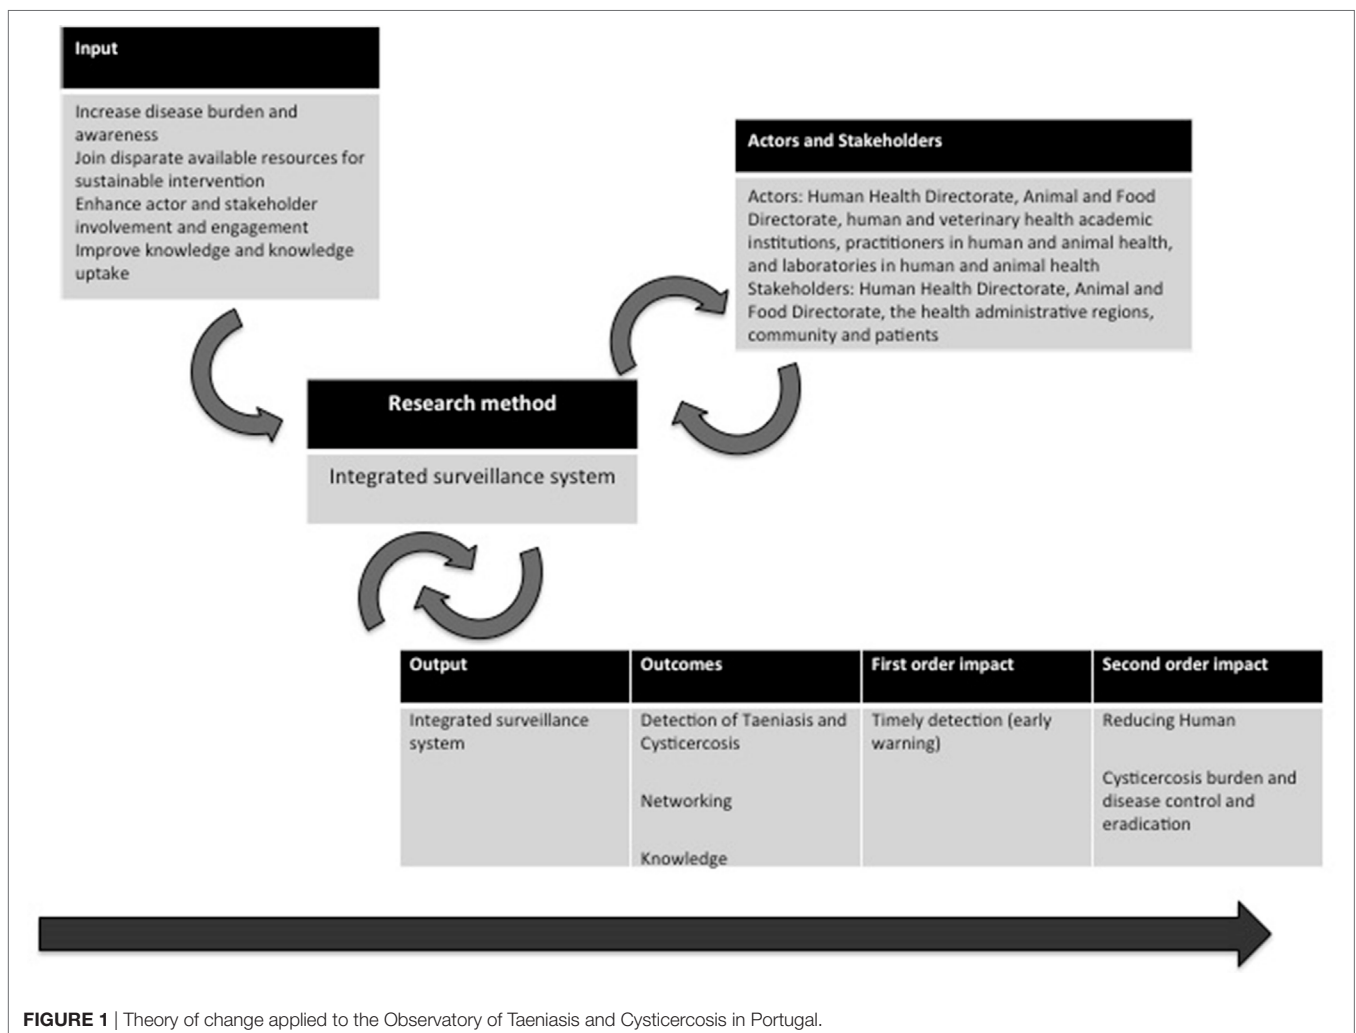 Input
Increase disease burden and
awareness
Join disparate available resources for
sustainable intervention
Enhance actor and stakeholder
involvement and engagement
Improve knowledge and knowledge
uptake
Actors and Stakeholders
Actors: Human Health Directorate, Animal and Food
Directorate, human and veterinary health academic
institutions, practitioners in human and animal health,
and laboratories in human and animal health
Stakeholders: Human Health Directorate, Animal and
Food Directorate, the health administrative regions,
community and patients
Research method
Integrated surveillance system
Output
Integrated surveillance
system
Outcomes
Detection of Taeniasis and
Cysticercosis
Networking
Knowledge
First order impact
Timely detection (early
warning)
Second order impact
Reducing Human
Cysticercosis burden and
disease control and
eradication
FIGURE 1 | Theory of change applied to the Observatory of Taeniasis and Cysticercosis in Portugal.